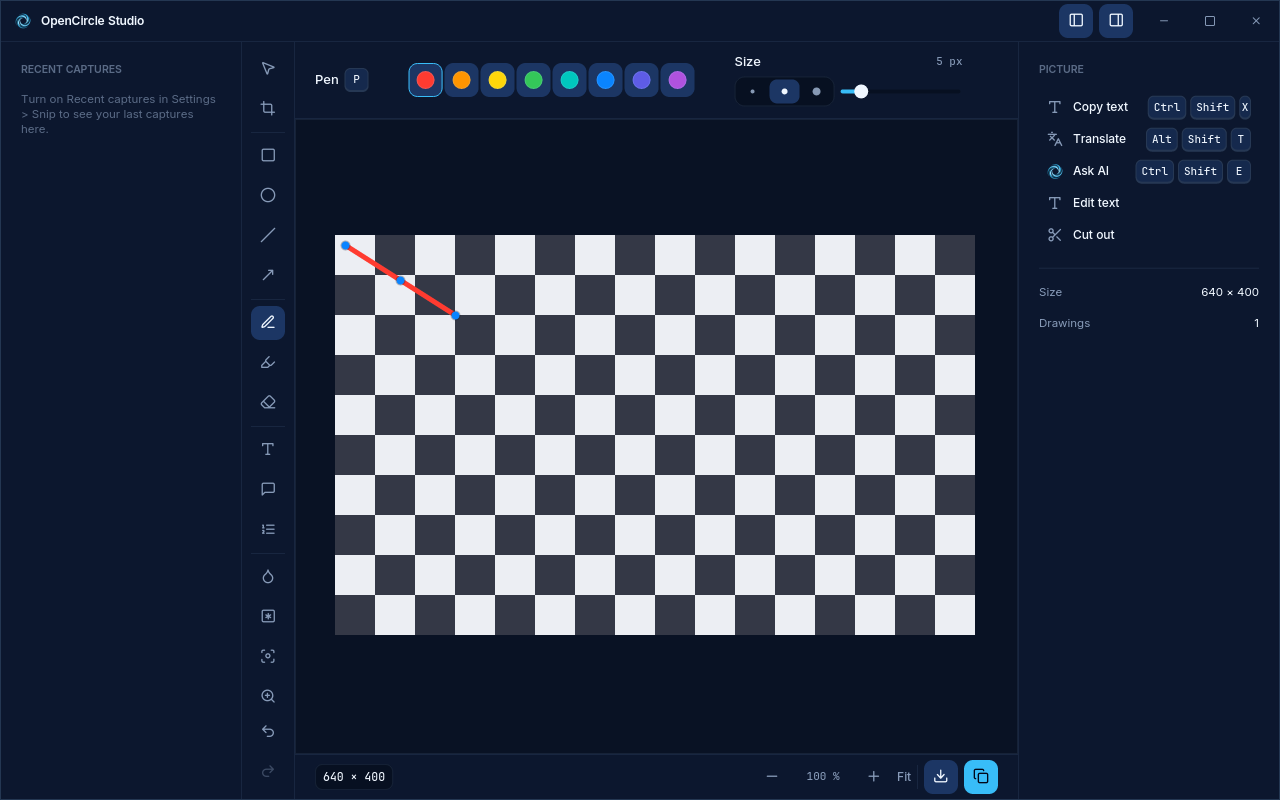 OpenCircle Studio
RECENT CAPTURES
Turn on Recent captures in Settings
> Snip to see your last captures
here.
Pen P
Size 5 px
PICTURE
Copy text Ctrl Shift X
Translate Alt Shift T
Ask AI Ctrl Shift E
Edit text
Cut out
Size 640 × 400
Drawings 1
640 × 400
100 %
Fit